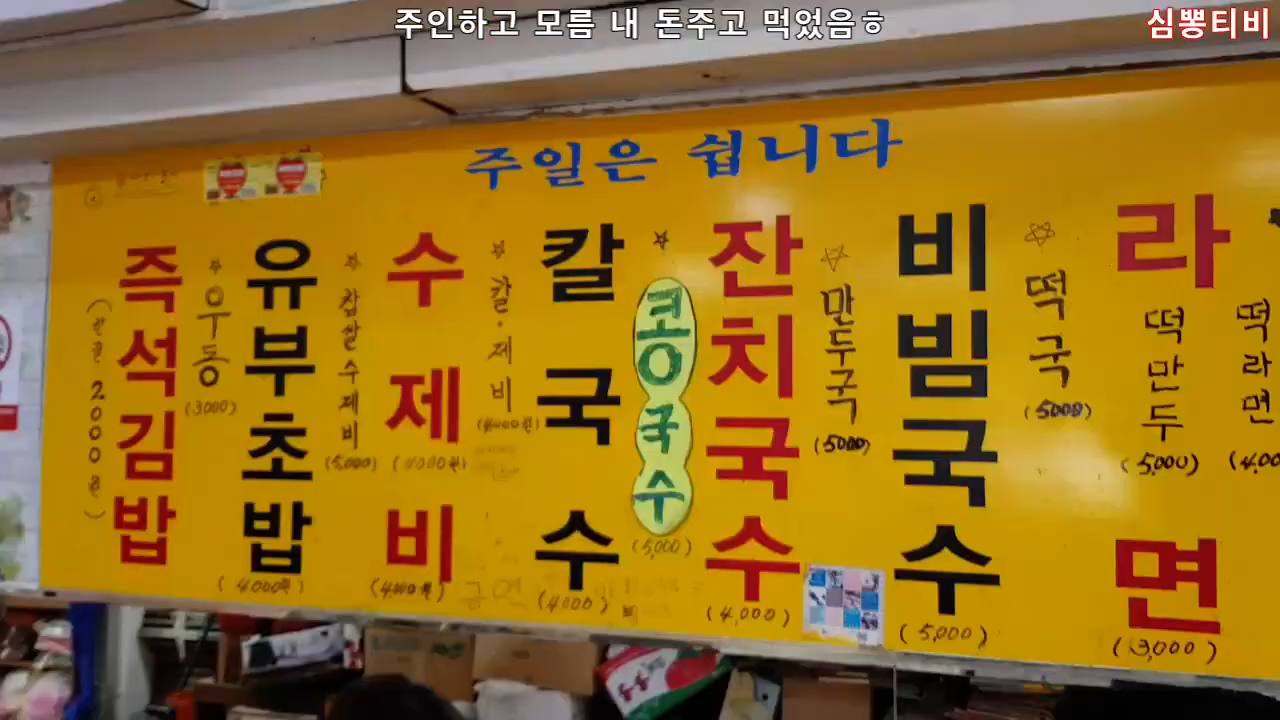 주인하고 모름 내 돈주고 먹었음ㅎ
심뽕티비
주일은 쉽니다
즉석김밥
2000원
우동
(3000)
유부초밥
(4000원)
찹쌀수제비
(5,000)
수제비
(4000원)
칼·제비
칼국수
(4000)
콩국수
(5,000)
잔치국수
(4,000)
만두국
(5000)
비빔국수
(5,000)
떡국
(5000)
라면
(3,000)
떡만두
(5,000)
떡라면